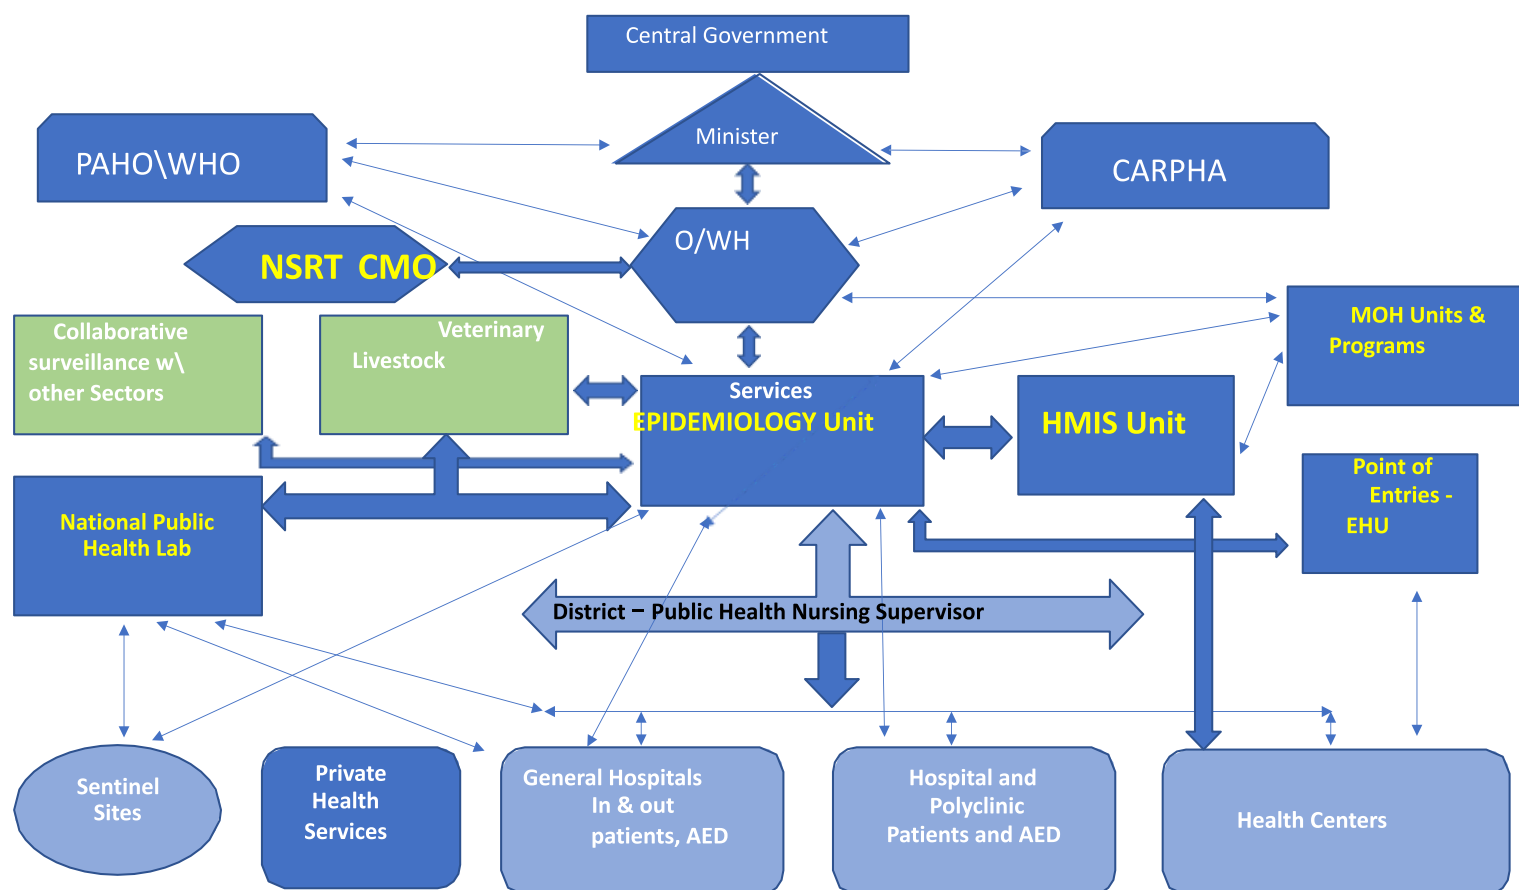 Central Government
Minister
PAHO\WHO
CARPHA
O/WH
NSRT CMO
Collaborative
surveillance w\
other Sectors
Veterinary
Livestock
MOH Units &
Programs
Services
EPIDEMIOLOGY Unit
HMIS Unit
Point of
Entries -
EHU
National Public
Health Lab
District – Public Health Nursing Supervisor
Sentinel
Sites
Private
Health
Services
General Hospitals
In & out
patients, AED
Hospital and
Polyclinic
Patients and AED
Health Centers